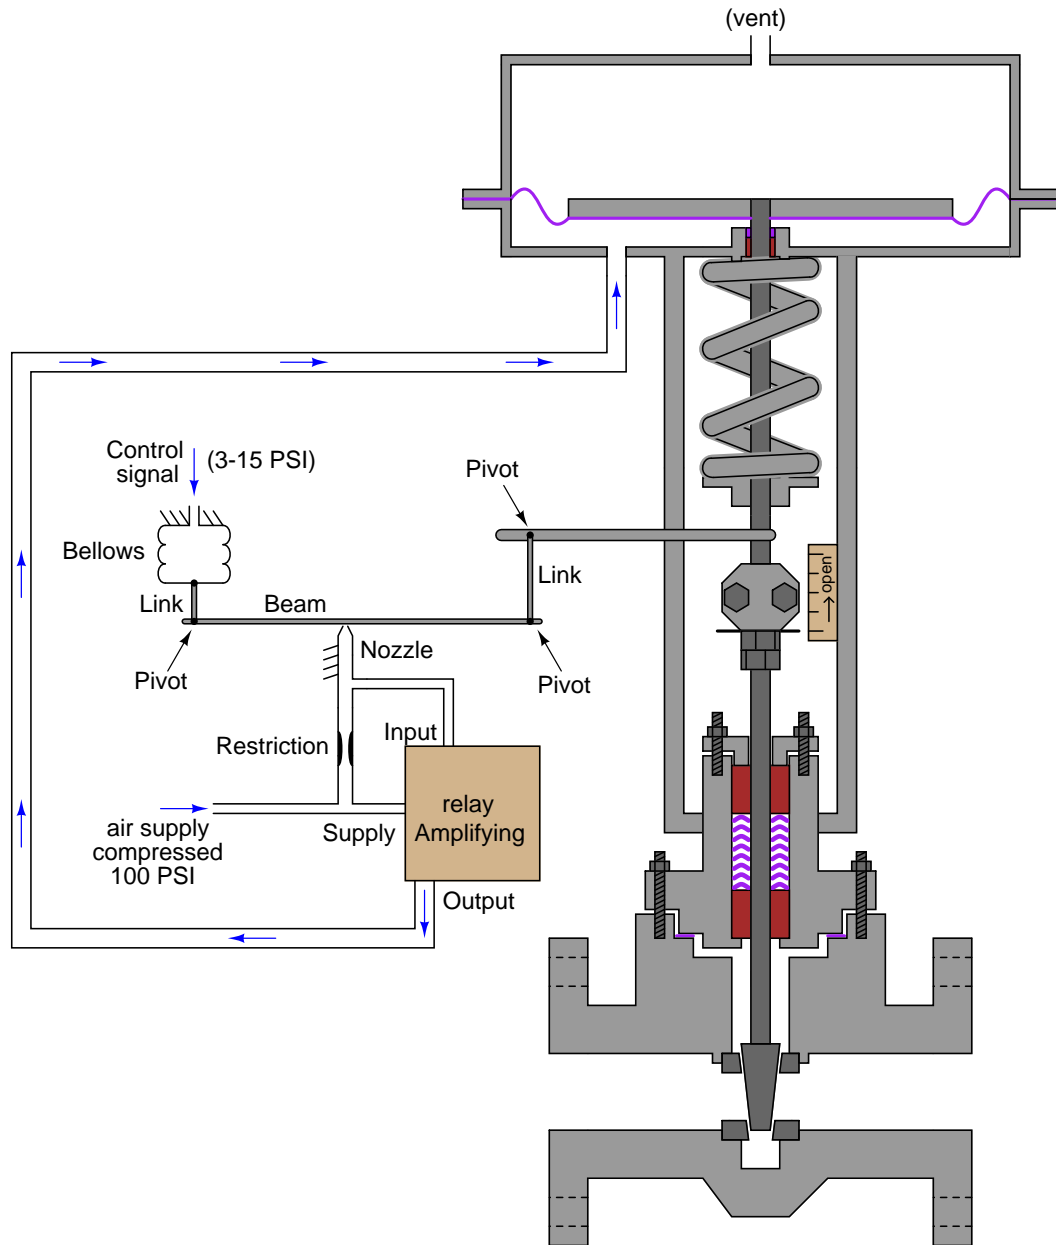 (vent)
Control
signal
(3-15 PSI)
Pivot
Bellows
Link
Beam
Link
open
Nozzle
Pivot
Pivot
Restriction
Input
relay
Amplifying
air supply
compressed
100 PSI
Supply
Output